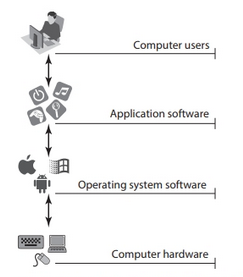 Computer users
Application software
Operating system software
Computer hardware